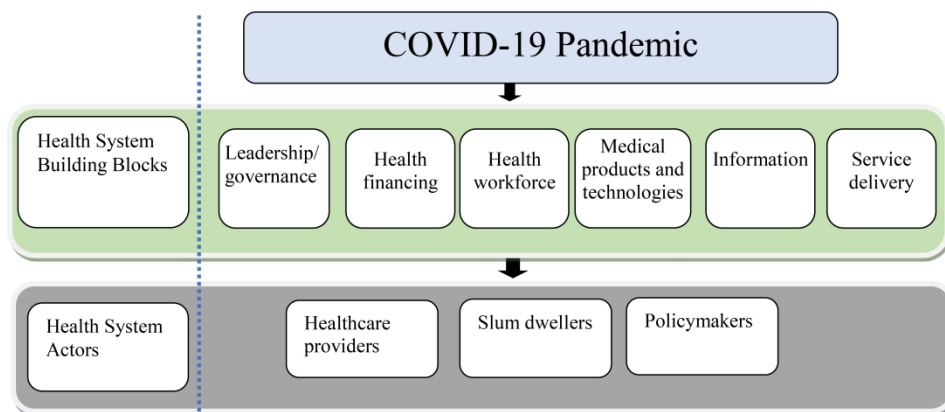 COVID-19 Pandemic
Health System
Building Blocks
Leadership/
governance
Health
financing
Health
workforce
Medical
products and
technologies
Information
Service
delivery
Health System
Actors
Healthcare
providers
Slum dwellers
Policymakers